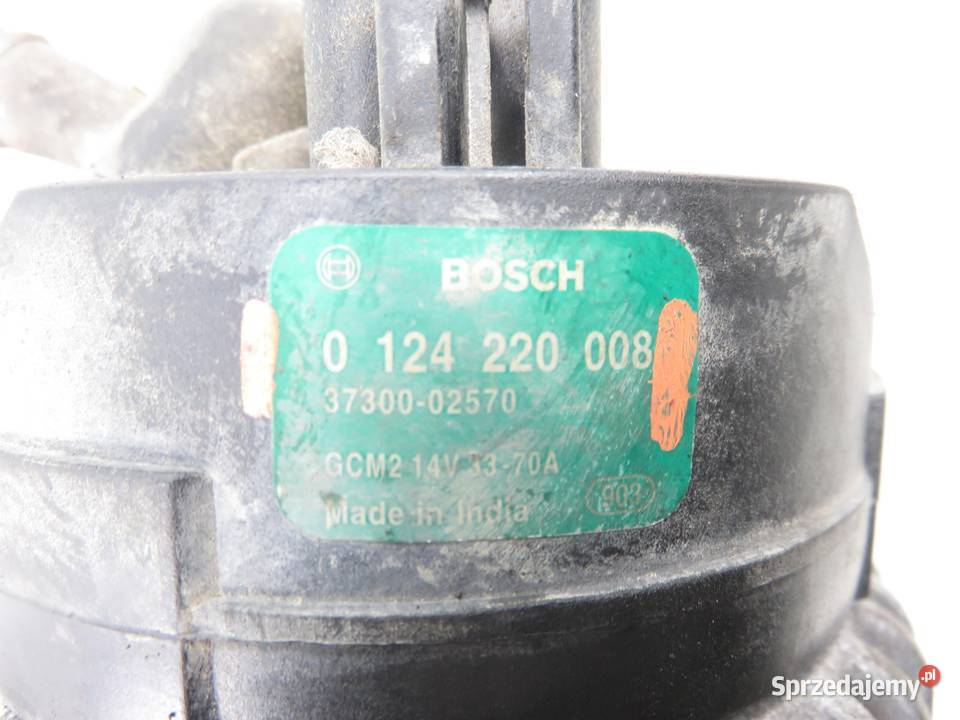 BOSCH
0 124 220 008
37300-02570
GCM2 14V 33-70A
Made in India
903
Sprzedajemy.pl